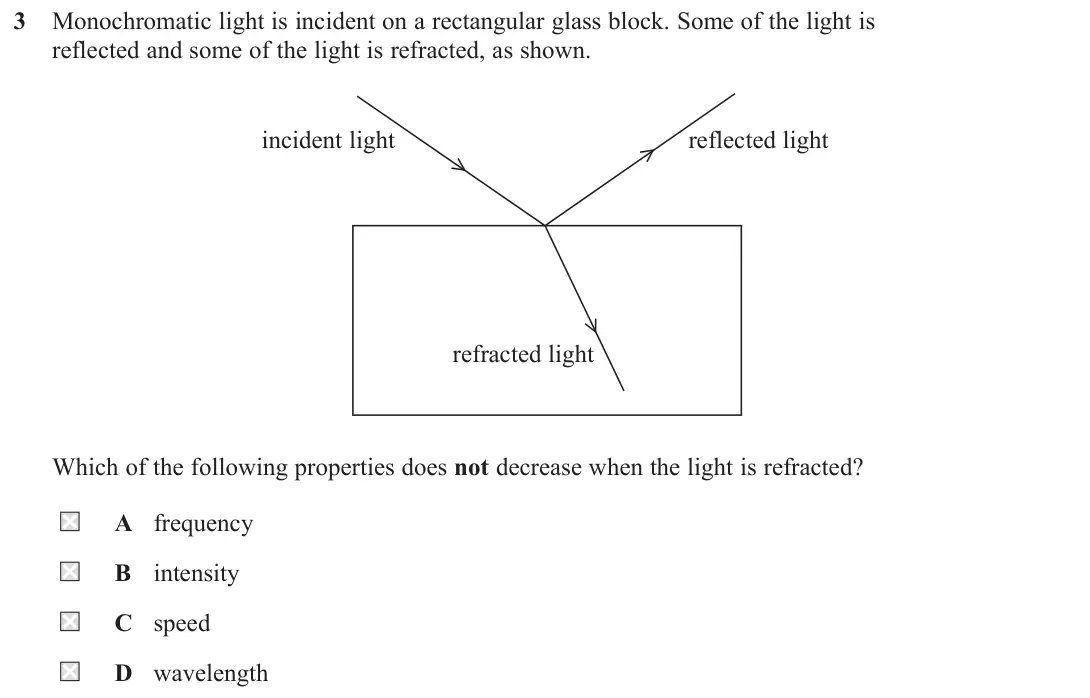 3 Monochromatic light is incident on a rectangular glass block. Some of the light is
reflected and some of the light is refracted, as shown.
incident light
reflected light
refracted light
Which of the following properties does not decrease when the light is refracted?
A frequency
B intensity
C speed
D wavelength